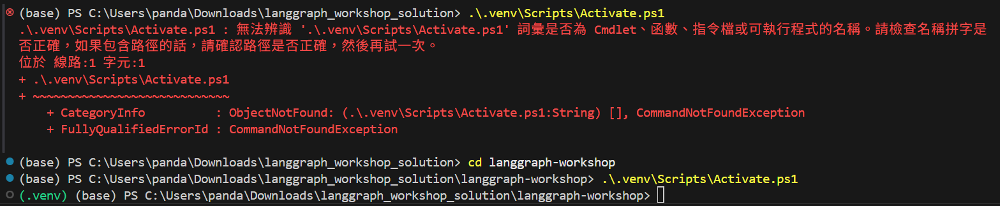 (base) PS C:\Users\panda\Downloads\langgraph_workshop_solution> .\.venv\Scripts\Activate.ps1
.\.venv\Scripts\Activate.ps1 : 無法辨識 '.\.venv\Scripts\Activate.ps1' 詞彙是否為 Cmdlet、函數、指令檔或可執行程式的名稱。請檢查名稱拼字是
否正確，如果包含路徑的話，請確認路徑是否正確，然後再試一次。
位於 線路:1 字元:1
+ .\.venv\Scripts\Activate.ps1
+ ~~~~~~~~~~~~~~~~~~~~~~~~~~~~
    + CategoryInfo          : ObjectNotFound: (.\.venv\Scripts\Activate.ps1:String) [], CommandNotFoundException
    + FullyQualifiedErrorId : CommandNotFoundException
(base) PS C:\Users\panda\Downloads\langgraph_workshop_solution> cd langgraph-workshop
(base) PS C:\Users\panda\Downloads\langgraph_workshop_solution\langgraph-workshop> .\.venv\Scripts\Activate.ps1
(.venv) (base) PS C:\Users\panda\Downloads\langgraph_workshop_solution\langgraph-workshop>